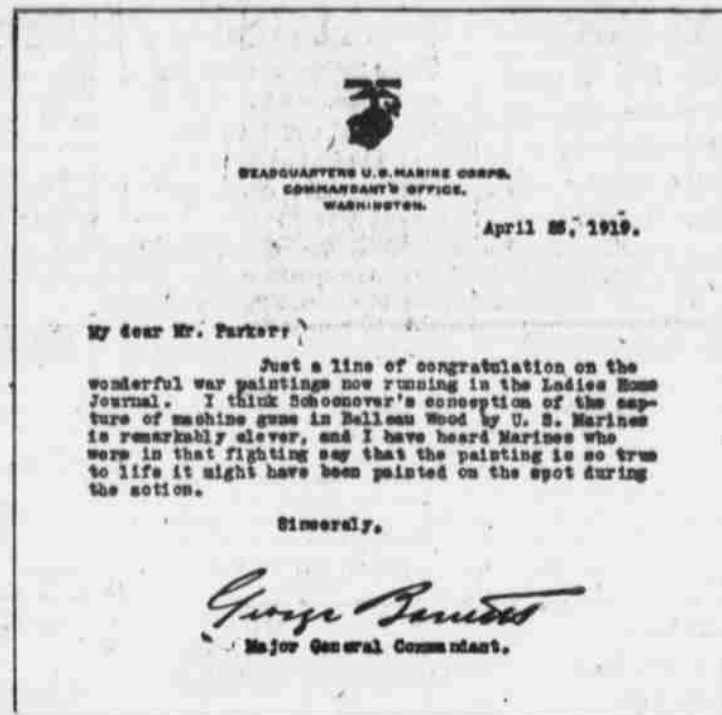 HEADQUARTERS U.S. MARINE CORPS,
COMMANDANT'S OFFICE,
WASHINGTON.
April 25, 1919.
My dear Mr. Parker:
Just a line of congratulation on the
wonderful war paintings now running in the Ladies Home
Journal. I think Schoonover's conception of the cap-
ture of machine guns in Belleau Wood by U. S. Marines
is remarkably clever, and I have heard Marines who
were in that fighting say that the painting is so true
to life it might have been painted on the spot during
the action.
Sincerely,
George Barnett
Major General Commandant.